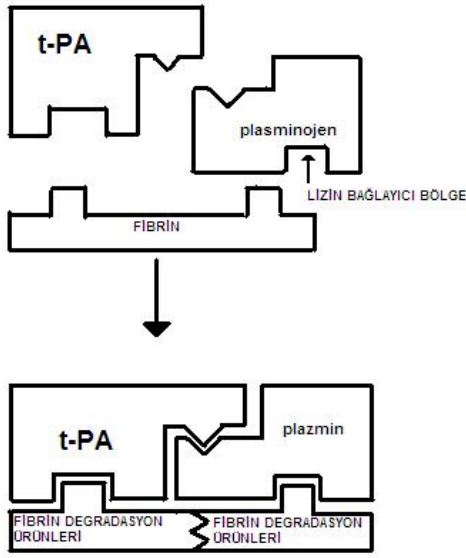 t-PA
plasminojen
LİZİN BAĞLAYICI BÖLGE
FİBRİN
t-PA
plazmin
FİBRİN DEGRADASYON
ÜRÜNLERİ
FİBRİN DEGRADASYON
ÜRÜNLERİ